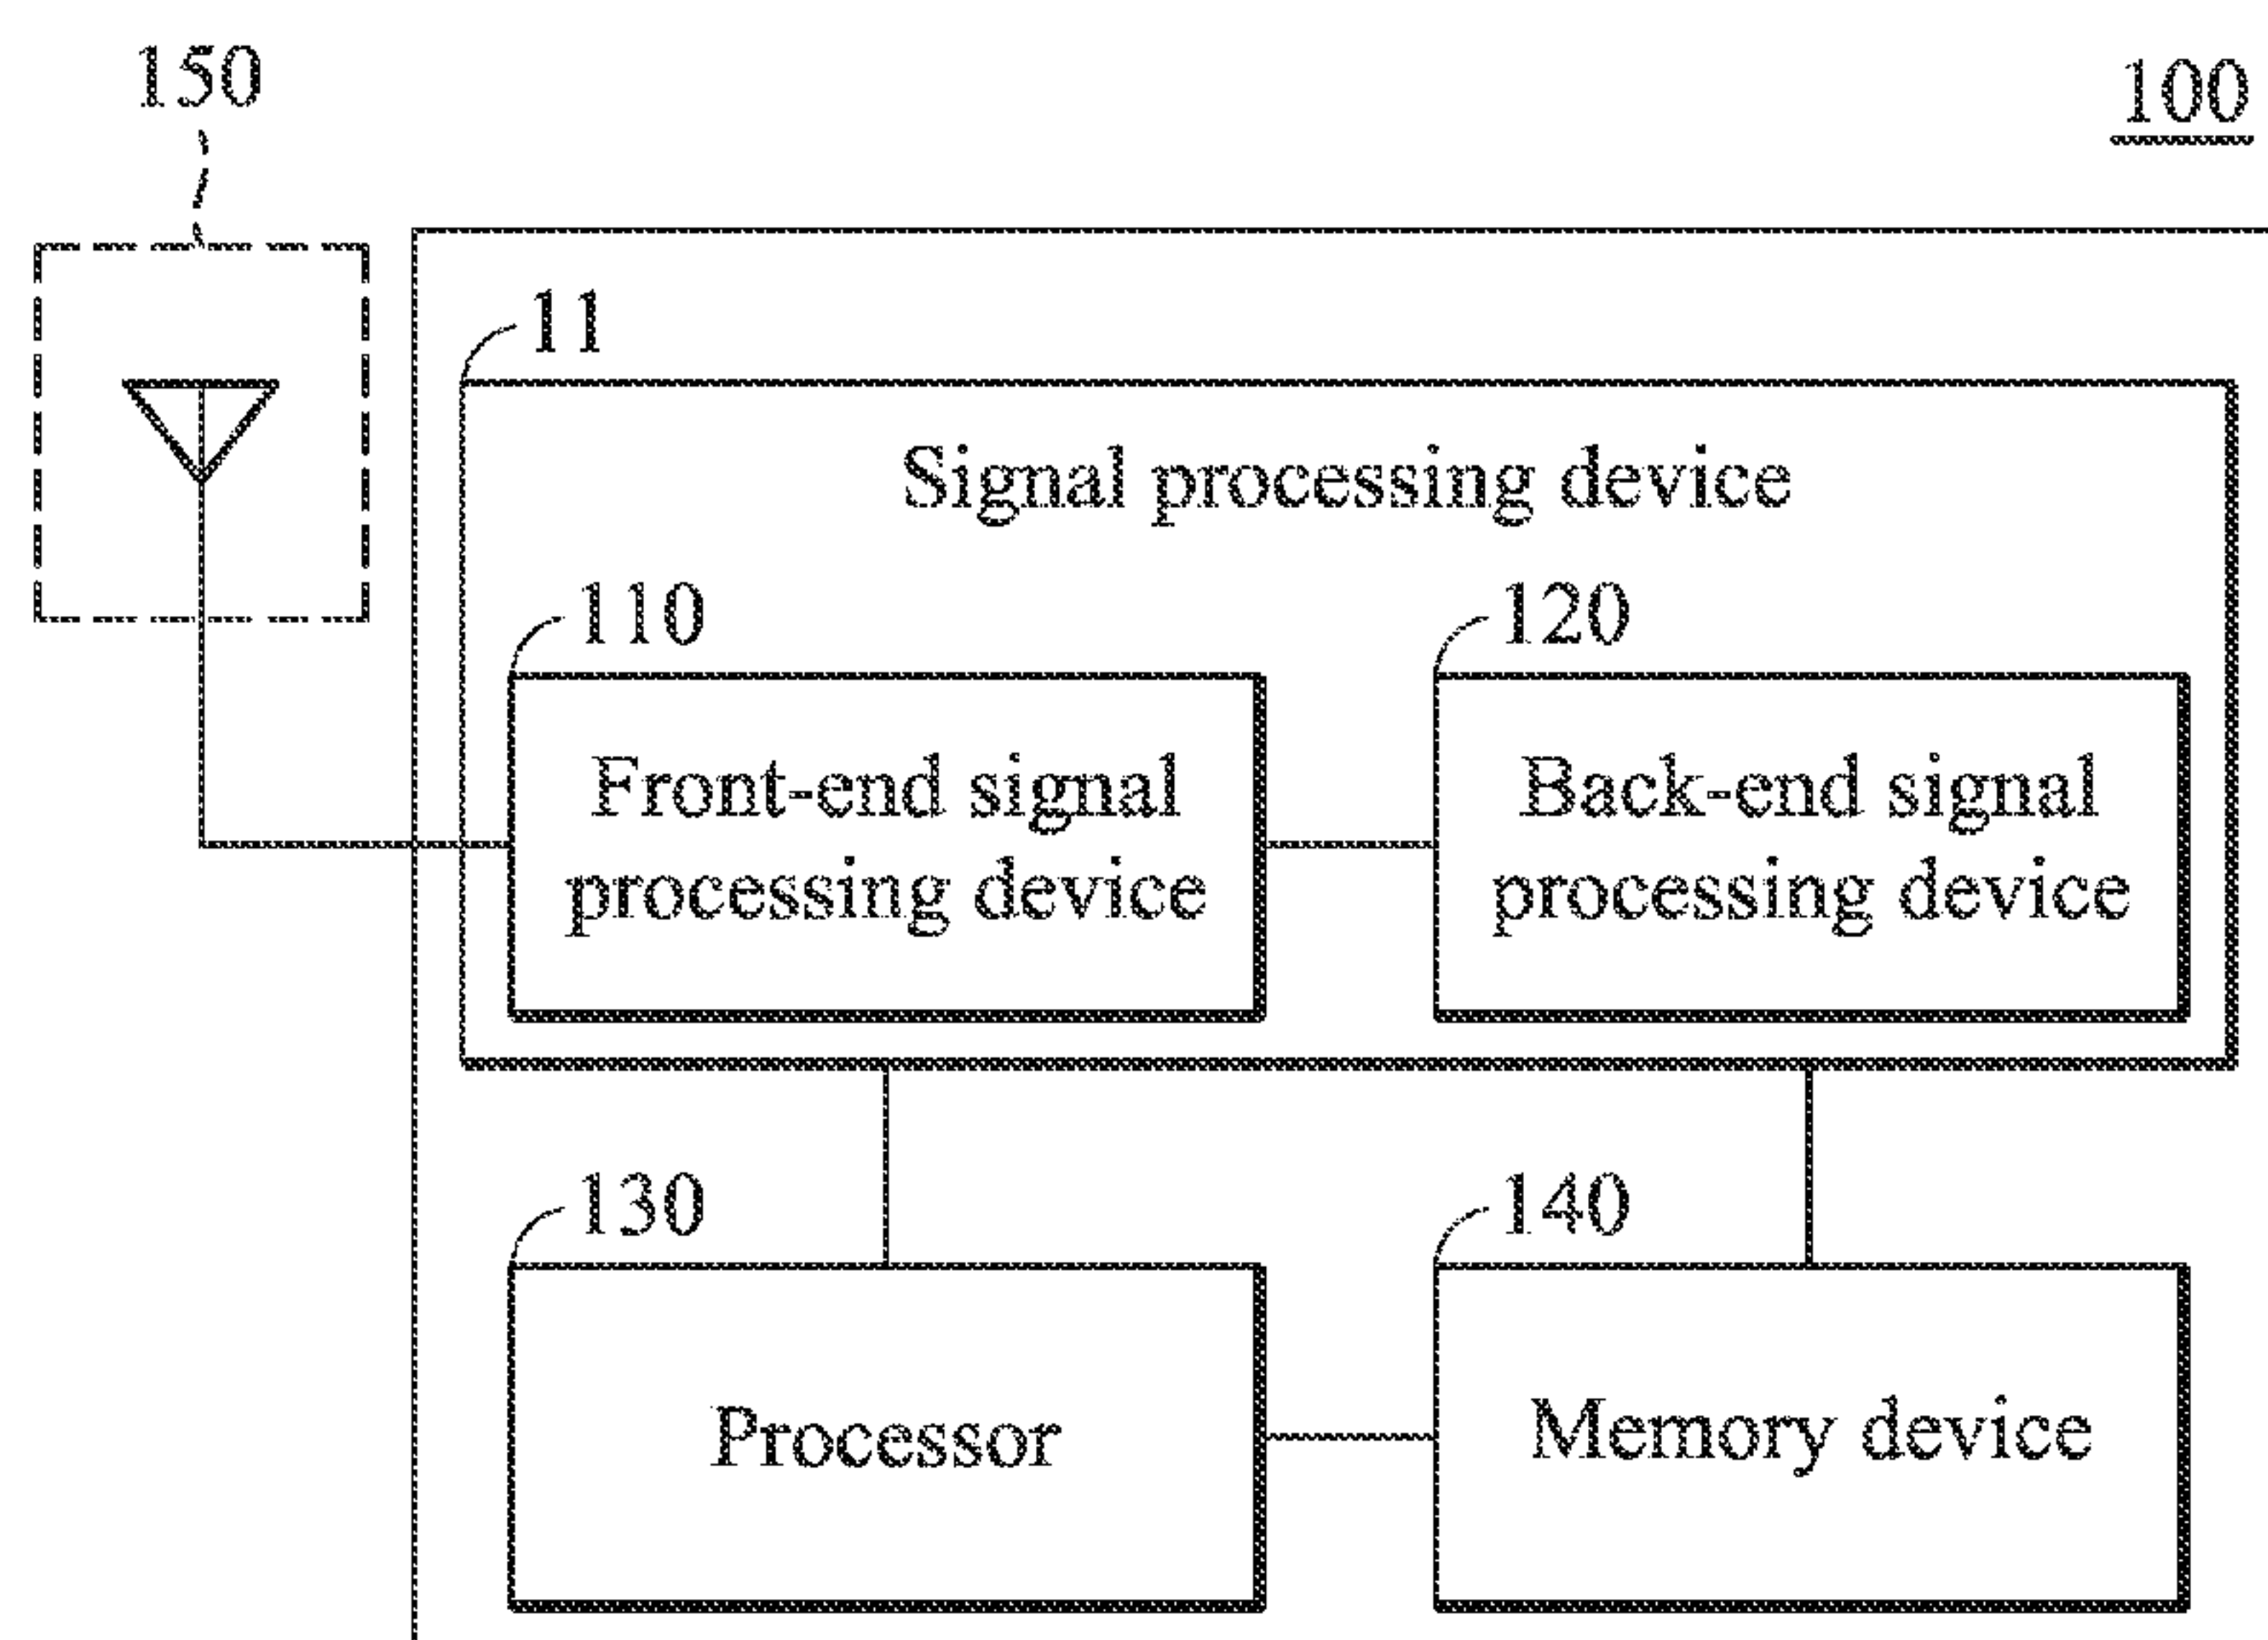 150
100
11
Signal processing device
110
120
Front-end signal
processing device
Back-end signal
processing device
130
140
Processor
Memory device